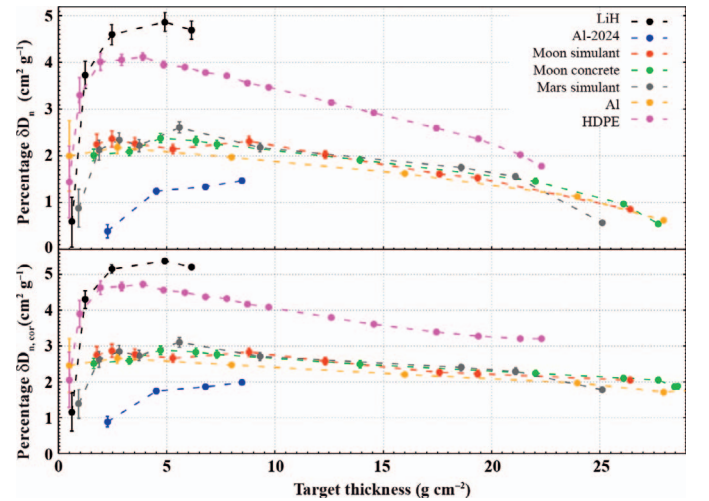 5
4
3
2
1
0
Percentage δDₙ (cm² g⁻¹)
LiH
Al-2024
Moon simulant
Moon concrete
Mars simulant
Al
HDPE
5
4
3
2
1
0
Percentage δDₙ, cor (cm² g⁻¹)
0 5 10 15 20 25
Target thickness (g cm⁻²)